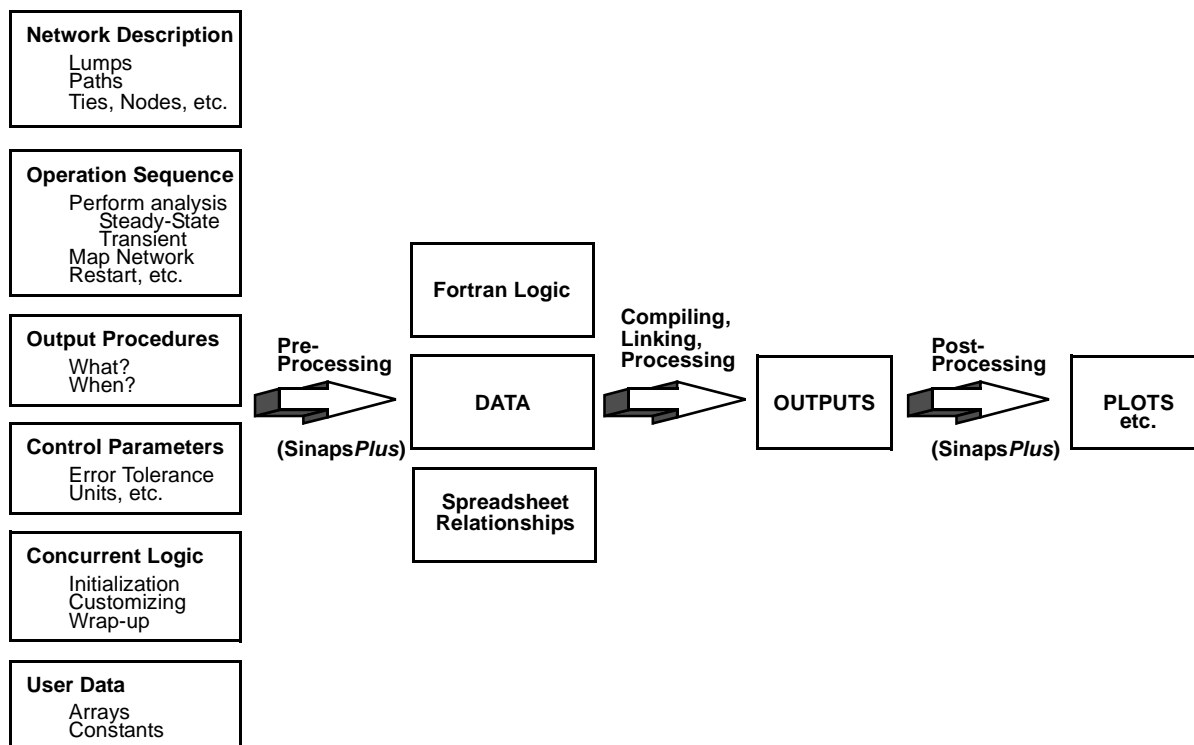 Network Description
Lumps
Paths
Ties, Nodes, etc.
Operation Sequence
Perform analysis
Steady-State
Transient
Map Network
Restart, etc.
Output Procedures
What?
When?
Control Parameters
Error Tolerance
Units, etc.
Concurrent Logic
Initialization
Customizing
Wrap-up
User Data
Arrays
Constants
Pre-
Processing
(SinapsPlus)
Fortran Logic
DATA
Spreadsheet
Relationships
Compiling,
Linking,
Processing
OUTPUTS
Post-
Processing
(SinapsPlus)
PLOTS
etc.